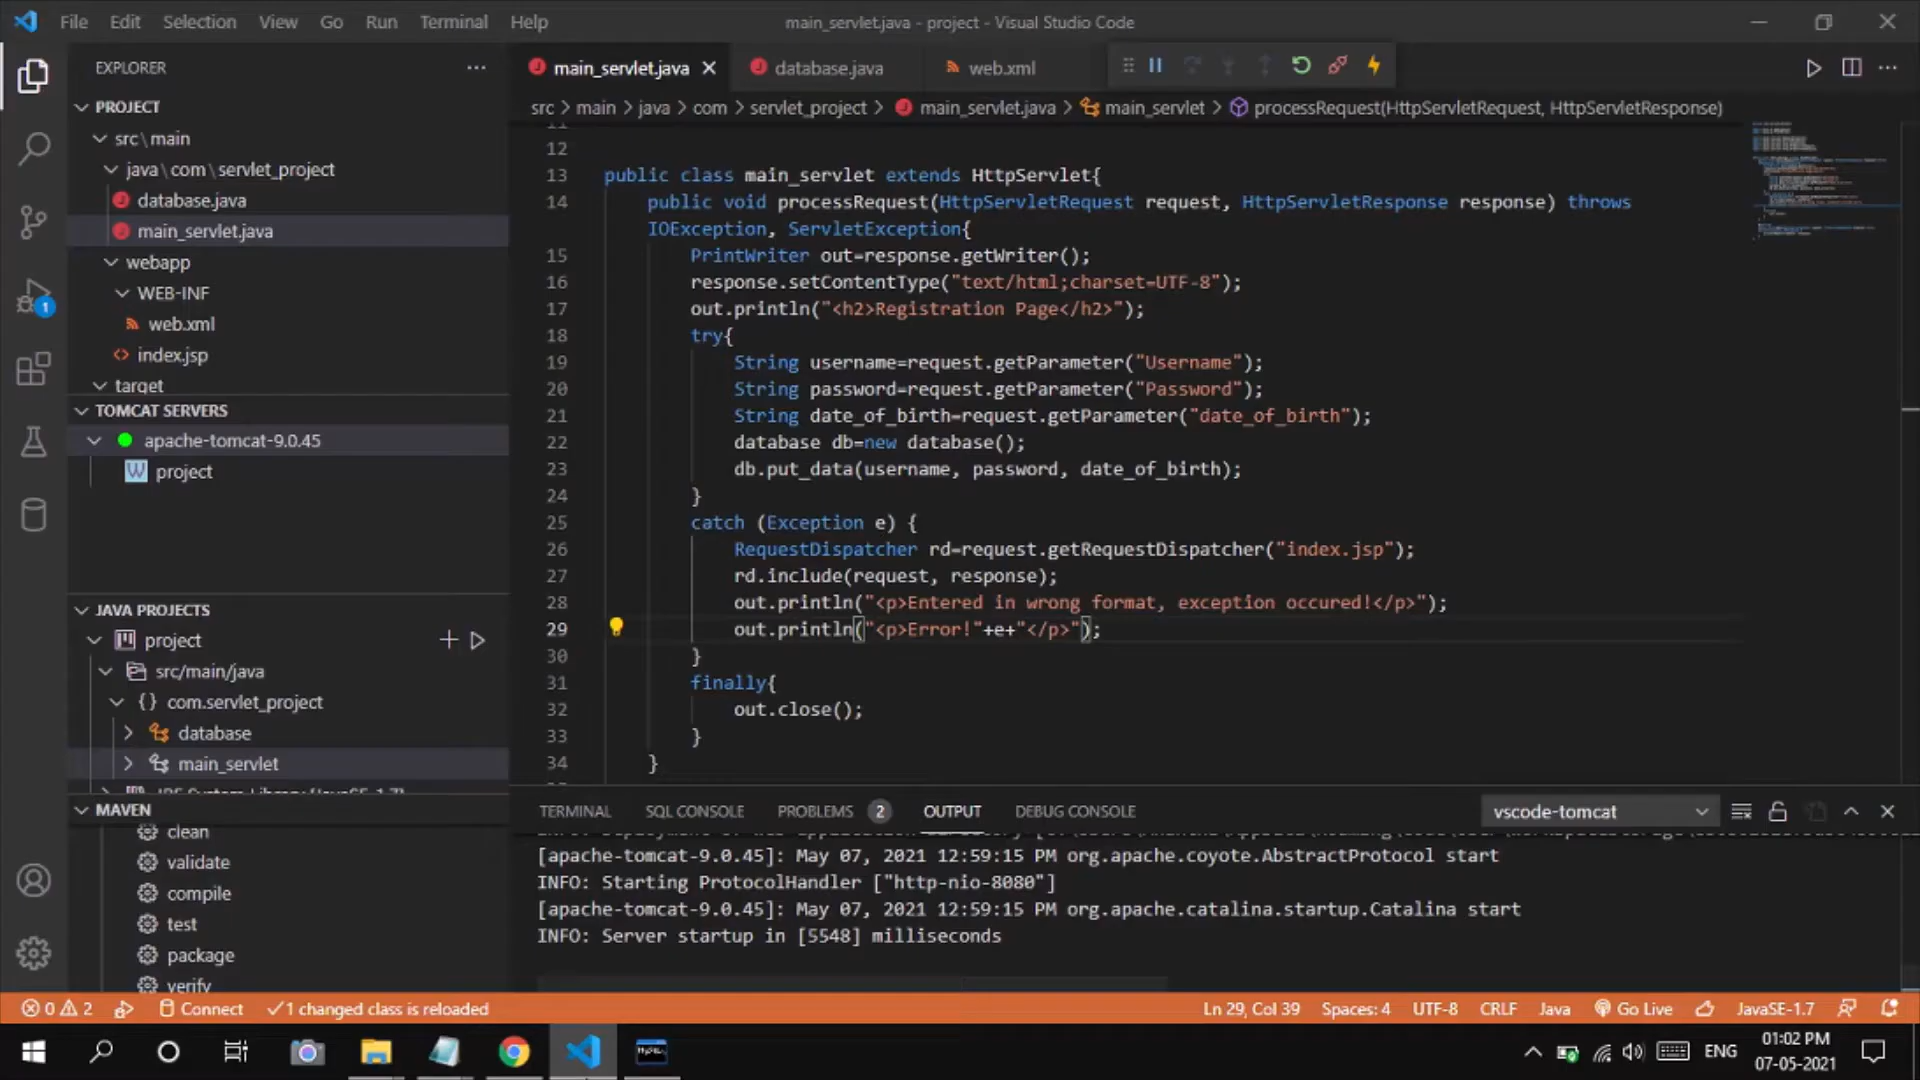 File Edit Selection View Go Run Terminal Help
main_servlet.java - project - Visual Studio Code
EXPLORER
PROJECT
src\main
java\com\servlet_project
database.java
main_servlet.java
webapp
WEB-INF
web.xml
index.jsp
target
TOMCAT SERVERS
apache-tomcat-9.0.45
project
JAVA PROJECTS
project
src/main/java
{} com.servlet_project
database
main_servlet
MAVEN
clean
validate
compile
test
package
verify
main_servlet.java database.java web.xml
src > main > java > com > servlet_project > main_servlet.java > main_servlet > processRequest(HttpServletRequest, HttpServletResponse)
12
13 public class main_servlet extends HttpServlet{
14 public void processRequest(HttpServletRequest request, HttpServletResponse response) throws
IOException, ServletException{
15 PrintWriter out=response.getWriter();
16 response.setContentType("text/html;charset=UTF-8");
17 out.println("<h2>Registration Page</h2>");
18 try{
19 String username=request.getParameter("Username");
20 String password=request.getParameter("Password");
21 String date_of_birth=request.getParameter("date_of_birth");
22 database db=new database();
23 db.put_data(username, password, date_of_birth);
24 }
25 catch (Exception e) {
26 RequestDispatcher rd=request.getRequestDispatcher("index.jsp");
27 rd.include(request, response);
28 out.println("<p>Entered in wrong format, exception occured!</p>");
29 out.println("<p>Error!"+e+"</p>");
30 }
31 finally{
32 out.close();
33 }
34 }
TERMINAL SQL CONSOLE PROBLEMS 2 OUTPUT DEBUG CONSOLE vscode-tomcat
[apache-tomcat-9.0.45]: May 07, 2021 12:59:15 PM org.apache.coyote.AbstractProtocol start
INFO: Starting ProtocolHandler ["http-nio-8080"]
[apache-tomcat-9.0.45]: May 07, 2021 12:59:15 PM org.apache.catalina.startup.Catalina start
INFO: Server startup in [5548] milliseconds
0 2 Connect 1 changed class is reloaded Ln 29, Col 39 Spaces: 4 UTF-8 CRLF Java Go Live JavaSE-1.7
ENG
01:02 PM
07-05-2021